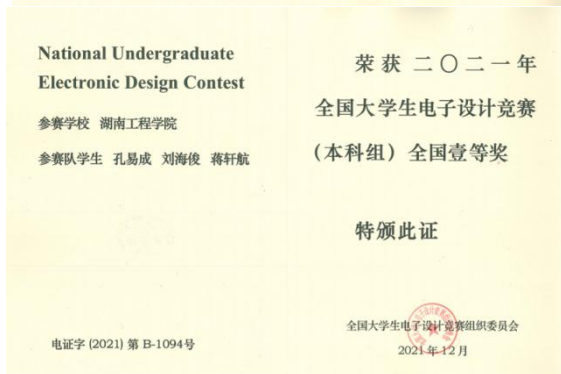 National Undergraduate
Electronic Design Contest
参赛学校 湖南工程学院
参赛队学生 孔易成 刘海俊 蒋轩航
电证字 (2021) 第 B-1094号
荣获 二〇二一年
全国大学生电子设计竞赛
(本科组) 全国壹等奖
特颁此证
全国大学生电子设计竞赛组织委员会
2021年12月